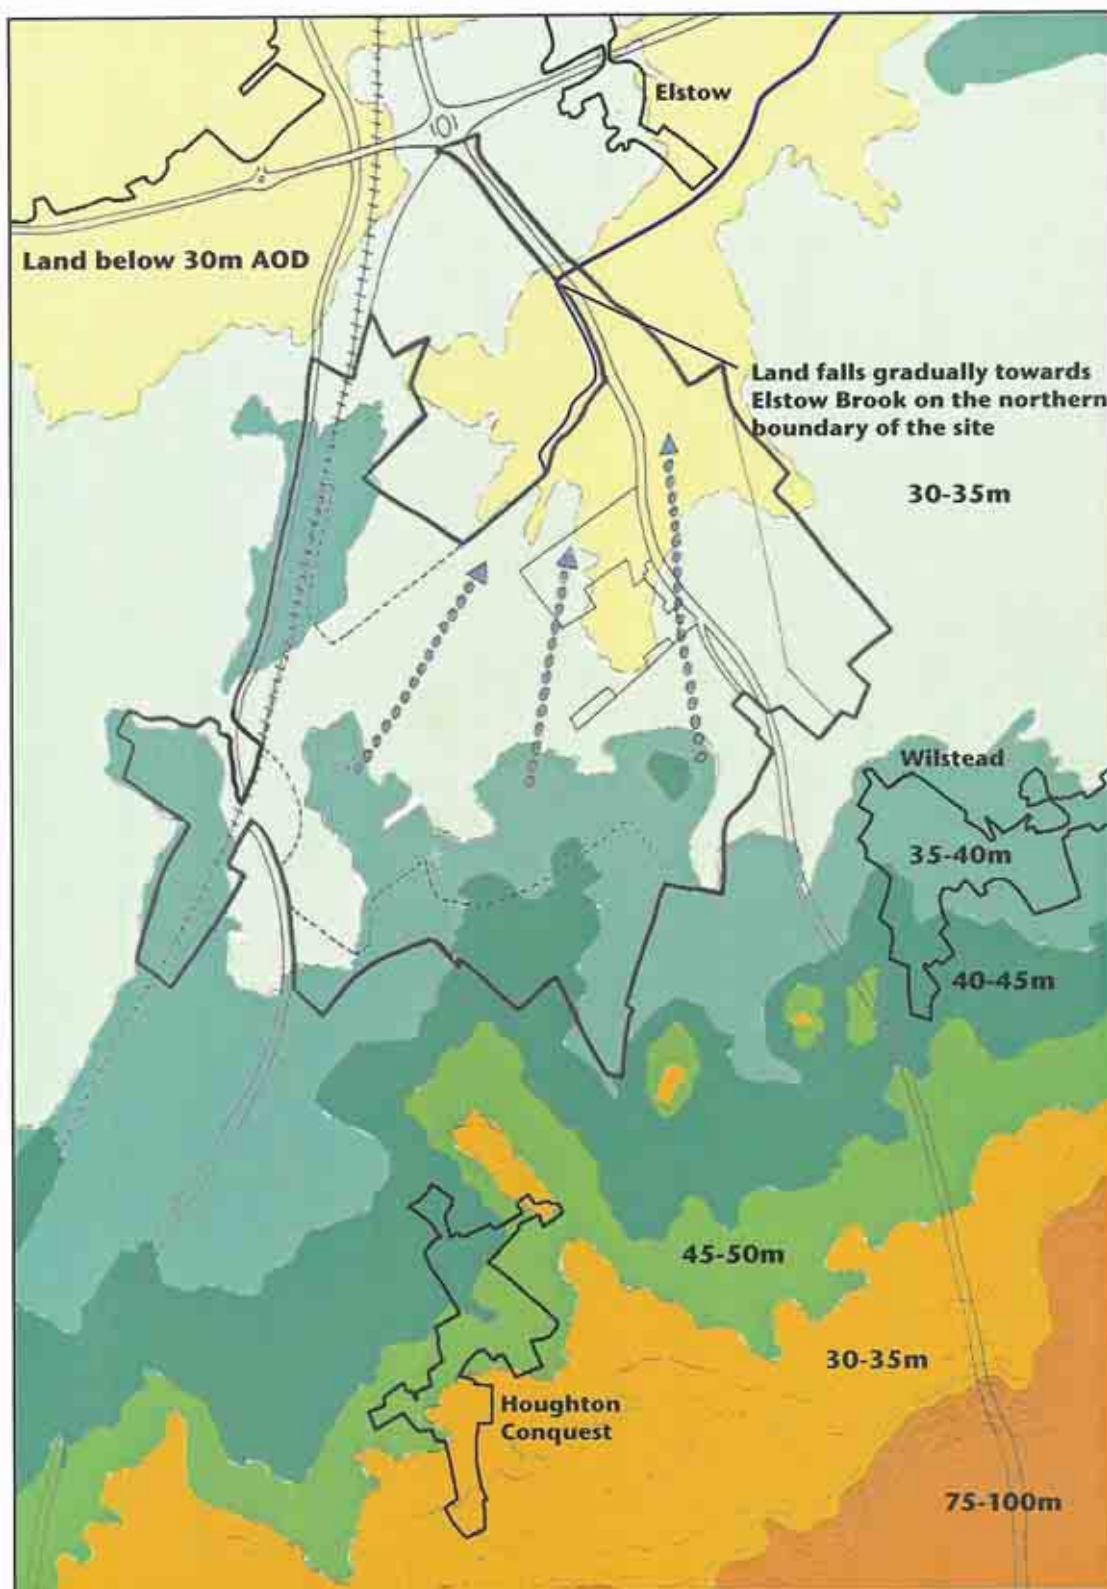 Elstow
Land below 30m AOD
Land falls gradually towards
Elstow Brook on the northern
boundary of the site
30-35m
Wilstead
35-40m
40-45m
45-50m
30-35m
Houghton
Conquest
75-100m